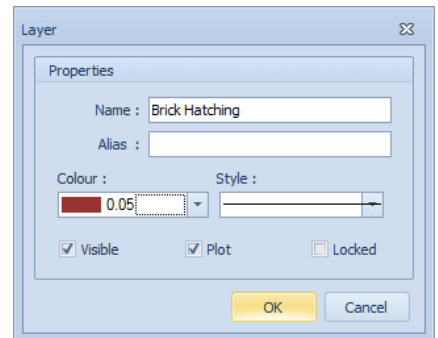 Layer
Properties
Name : Brick Hatching
Alias :
Colour : Style :
0.05
Visible Plot Locked
OK Cancel